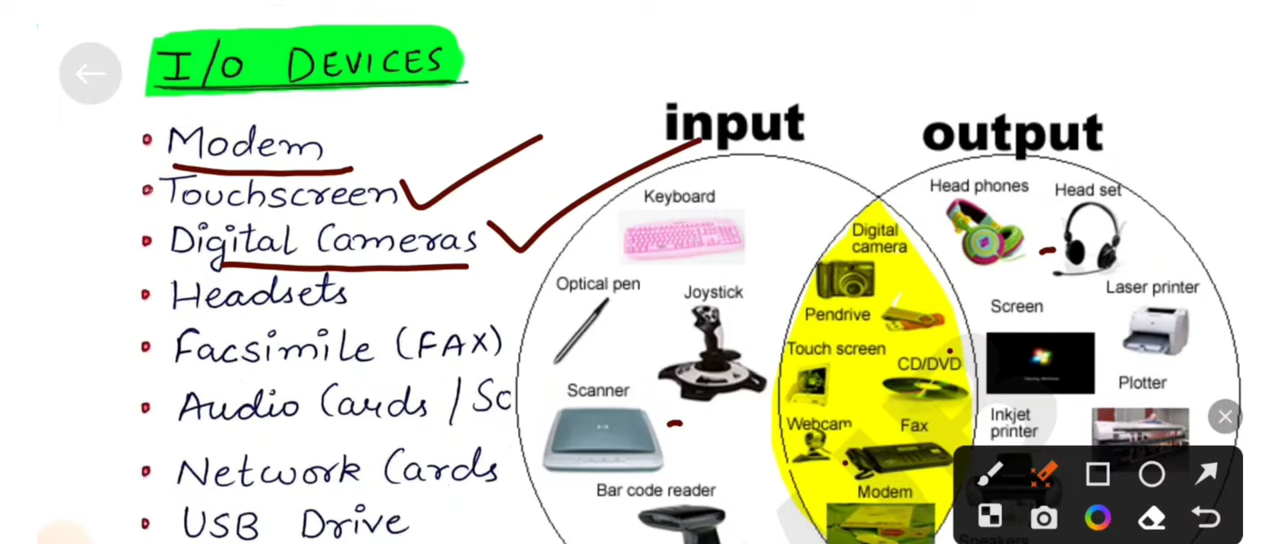 I/O DEVICES
• Modem
• Touchscreen
• Digital Cameras
• Headsets
• Facsimile (FAX)
• Audio Cards / So
• Network Cards
• USB Drive
input
output
Keyboard
Optical pen
Joystick
Scanner
Bar code reader
Digital camera
Pendrive
Touch screen
CD/DVD
Webcam
Fax
Modem
Head phones
Head set
Laser printer
Screen
Plotter
Inkjet printer
Speakers